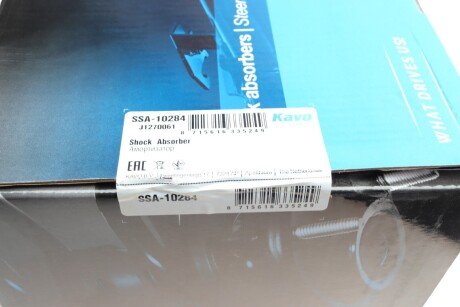 k absorbers | Steer
WHAT DRIVES US!
SSA-10284
J1270061
8 715616 335249
Kavo
Shock Absorber
Амортизатор
EAC
SSA-10284
8 715616 335249